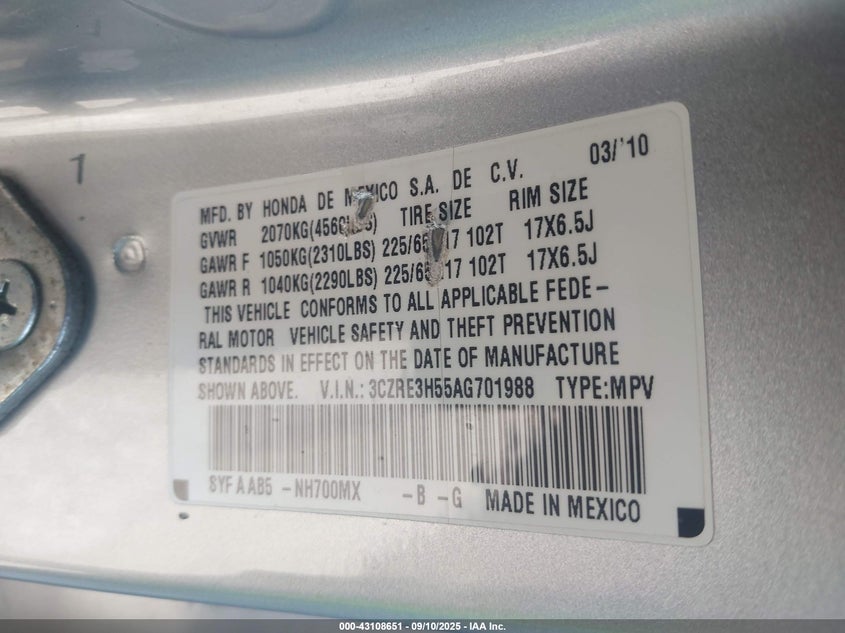 1
03/'10
MFD. BY HONDA DE MEXICO S.A. DE C.V.
GVWR 2070KG(4560LBS) TIRE SIZE RIM SIZE
GAWR F 1050KG(2310LBS) 225/65 17 102T 17X6.5J
GAWR R 1040KG(2290LBS) 225/65 17 102T 17X6.5J
THIS VEHICLE CONFORMS TO ALL APPLICABLE FEDE-
RAL MOTOR VEHICLE SAFETY AND THEFT PREVENTION
STANDARDS IN EFFECT ON THE DATE OF MANUFACTURE
SHOWN ABOVE. V.I.N.: 3CZRE3H55AG701988 TYPE:MPV
SYFAAB5 -NH700MX -B -G MADE IN MEXICO
000-43108651 - 09/10/2025 - IAA Inc.